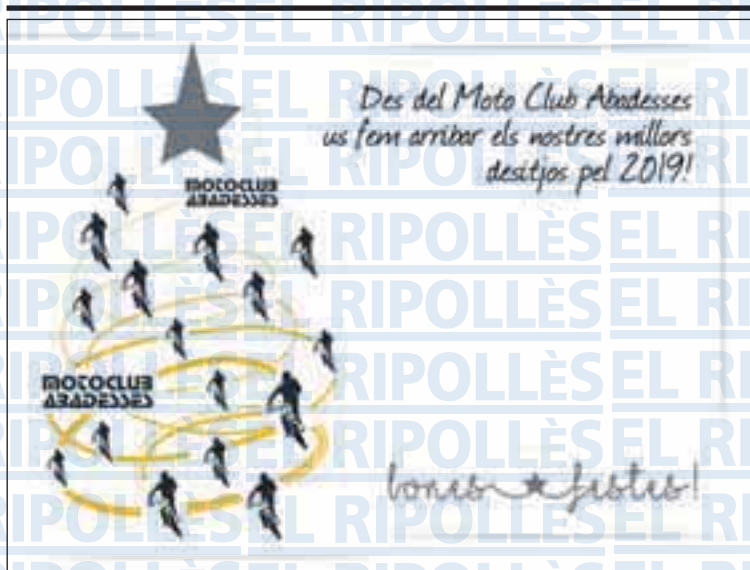 Des del Moto Club Abadesses
us fem arribar els nostres millors
desitjos pel 2019!
MOTOCLUB
ABADESSES
MOTOCLUB
ABADESSES
bones festes!
EL RIPOLLÈS